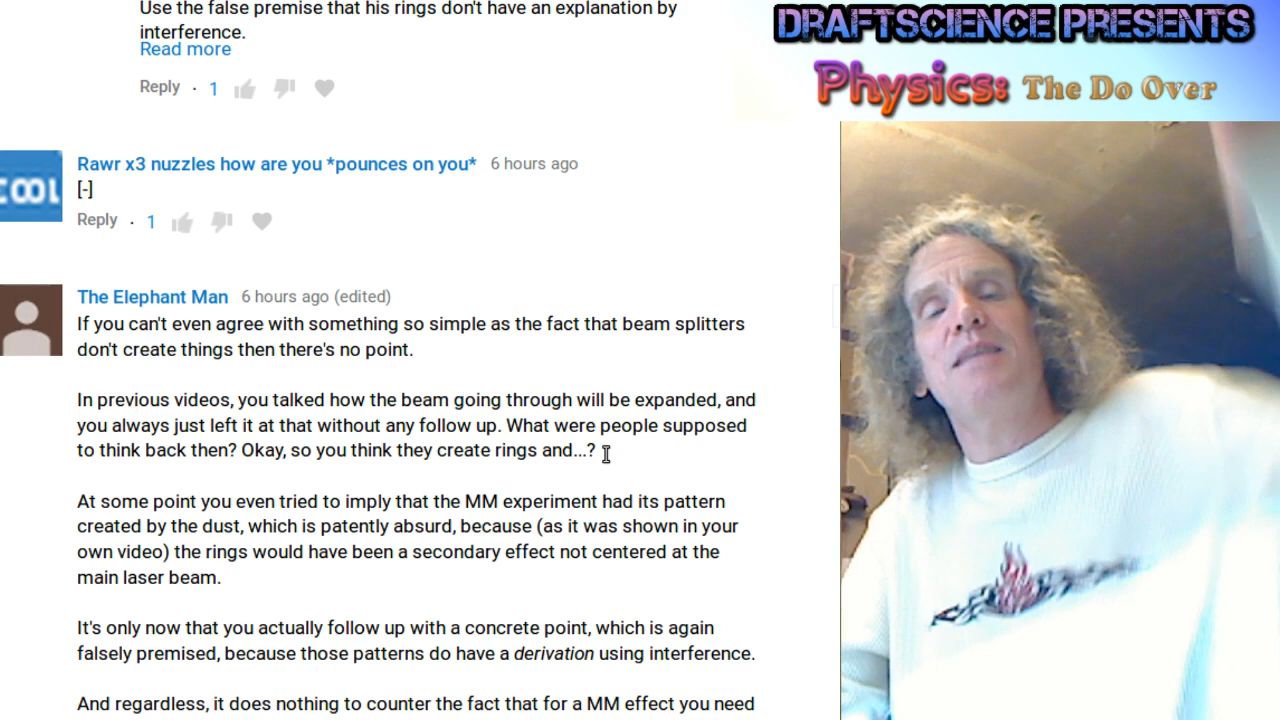 Use the false premise that his rings don't have an explanation by
interference.
Read more
Reply · 1
DRAFTSCIENCE PRESENTS
Physics: The Do Over
COOL
Rawr x3 nuzzles how are you *pounces on you* 6 hours ago
[-]
Reply · 1
The Elephant Man 6 hours ago (edited)
If you can't even agree with something so simple as the fact that beam splitters
don't create things then there's no point.
In previous videos, you talked how the beam going through will be expanded, and
you always just left it at that without any follow up. What were people supposed
to think back then? Okay, so you think they create rings and...?
At some point you even tried to imply that the MM experiment had its pattern
created by the dust, which is patently absurd, because (as it was shown in your
own video) the rings would have been a secondary effect not centered at the
main laser beam.
It's only now that you actually follow up with a concrete point, which is again
falsely premised, because those patterns do have a derivation using interference.
And regardless, it does nothing to counter the fact that for a MM effect you need